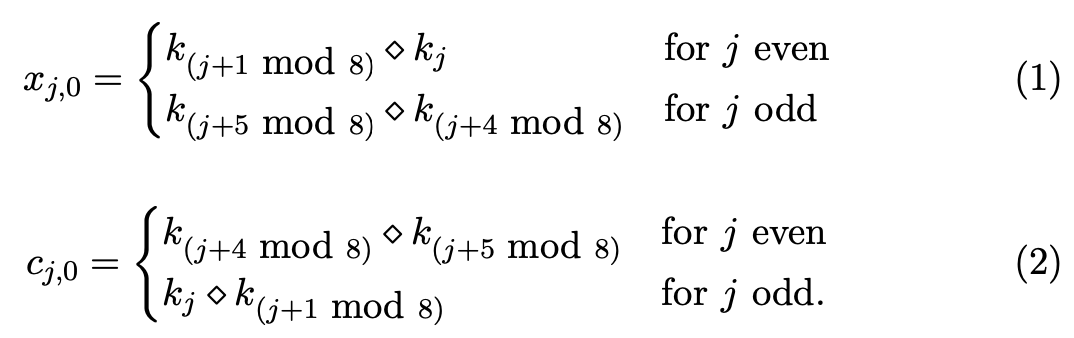 x_{j,0} = { k_{(j+1 mod 8)} ⋄ k_j for j even (1)
k_{(j+5 mod 8)} ⋄ k_{(j+4 mod 8)} for j odd
c_{j,0} = { k_{(j+4 mod 8)} ⋄ k_{(j+5 mod 8)} for j even (2)
k_j ⋄ k_{(j+1 mod 8)} for j odd.